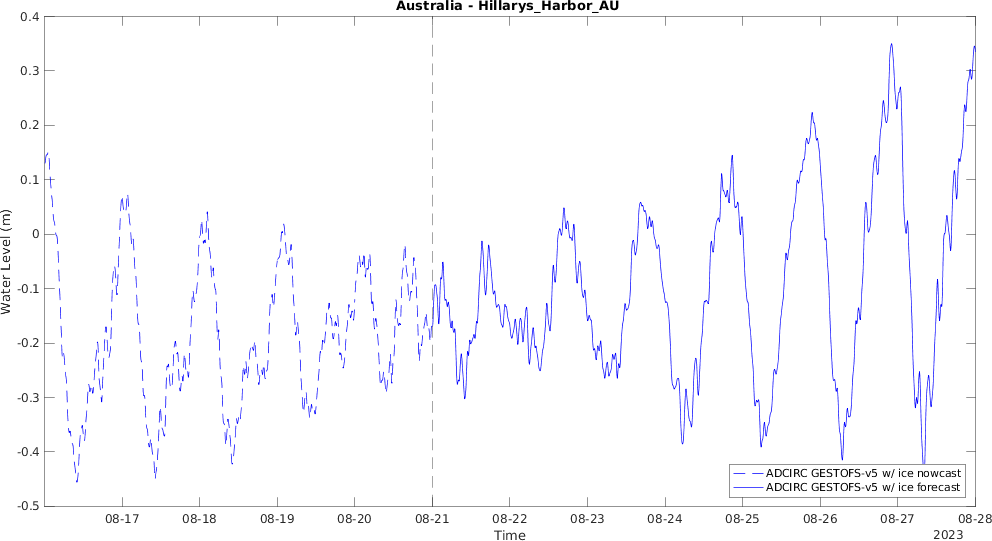 Australia - Hillarys_Harbor_AU
Water Level (m)
0.4
0.3
0.2
0.1
0
-0.1
-0.2
-0.3
-0.4
-0.5
ADCIRC GESTOFS-v5 w/ ice nowcast
ADCIRC GESTOFS-v5 w/ ice forecast
08-17 08-18 08-19 08-20 08-21 08-22 08-23 08-24 08-25 08-26 08-27 08-28
Time
2023